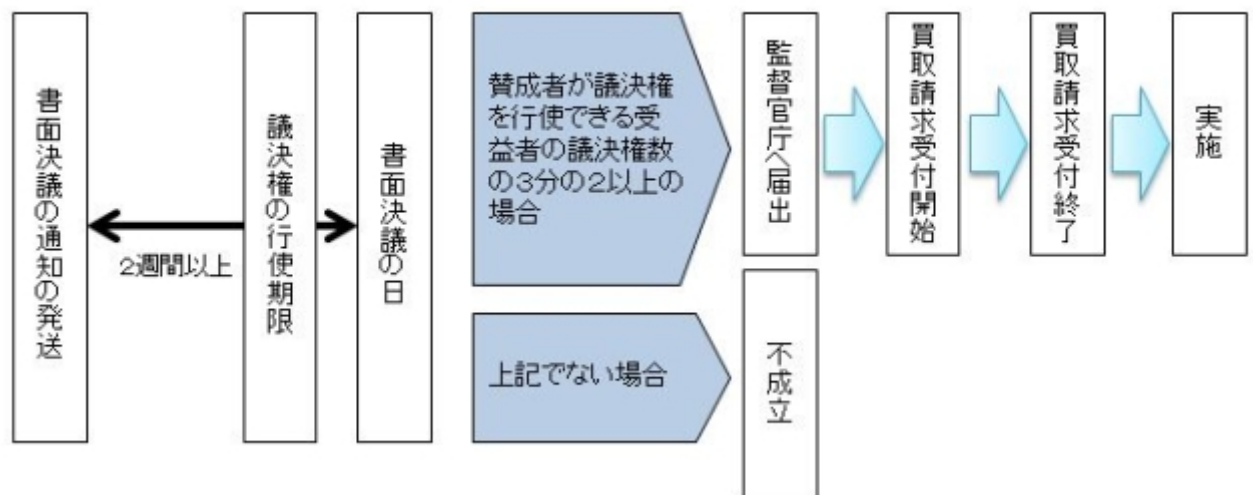 書面決議の通知の発送
2週間以上
議決権の行使期限
書面決議の日
賛成者が議決権
を行使できる受
益者の議決権数
の3分の2以上の
場合
監督官庁へ届出
買取請求受付開始
買取請求受付終了
実施
上記でない場合
不成立